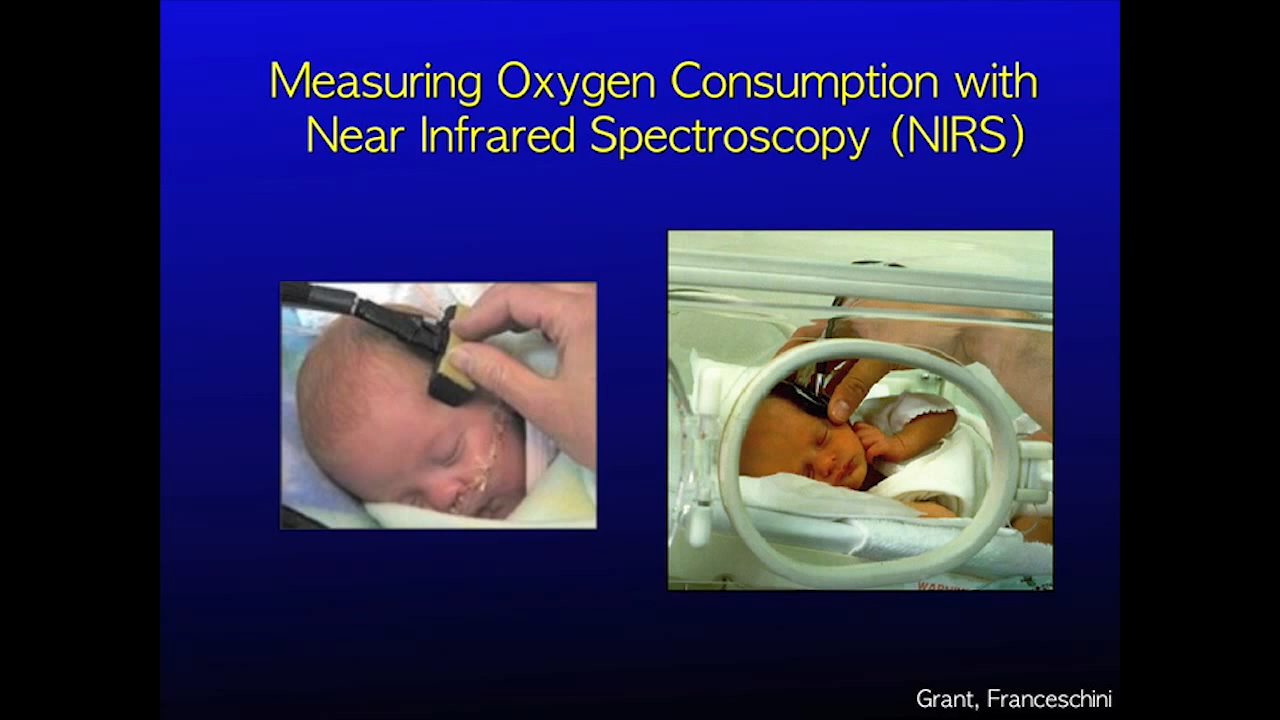 Measuring Oxygen Consumption with
Near Infrared Spectroscopy (NIRS)
Grant, Franceschini